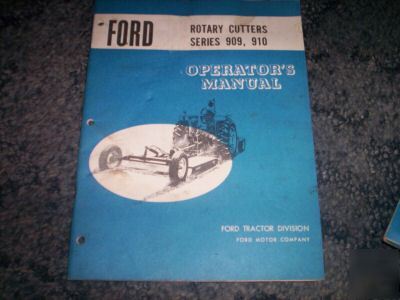 FORD
ROTARY CUTTERS
SERIES 909, 910
OPERATOR'S
MANUAL
FORD TRACTOR DIVISION
FORD MOTOR COMPANY